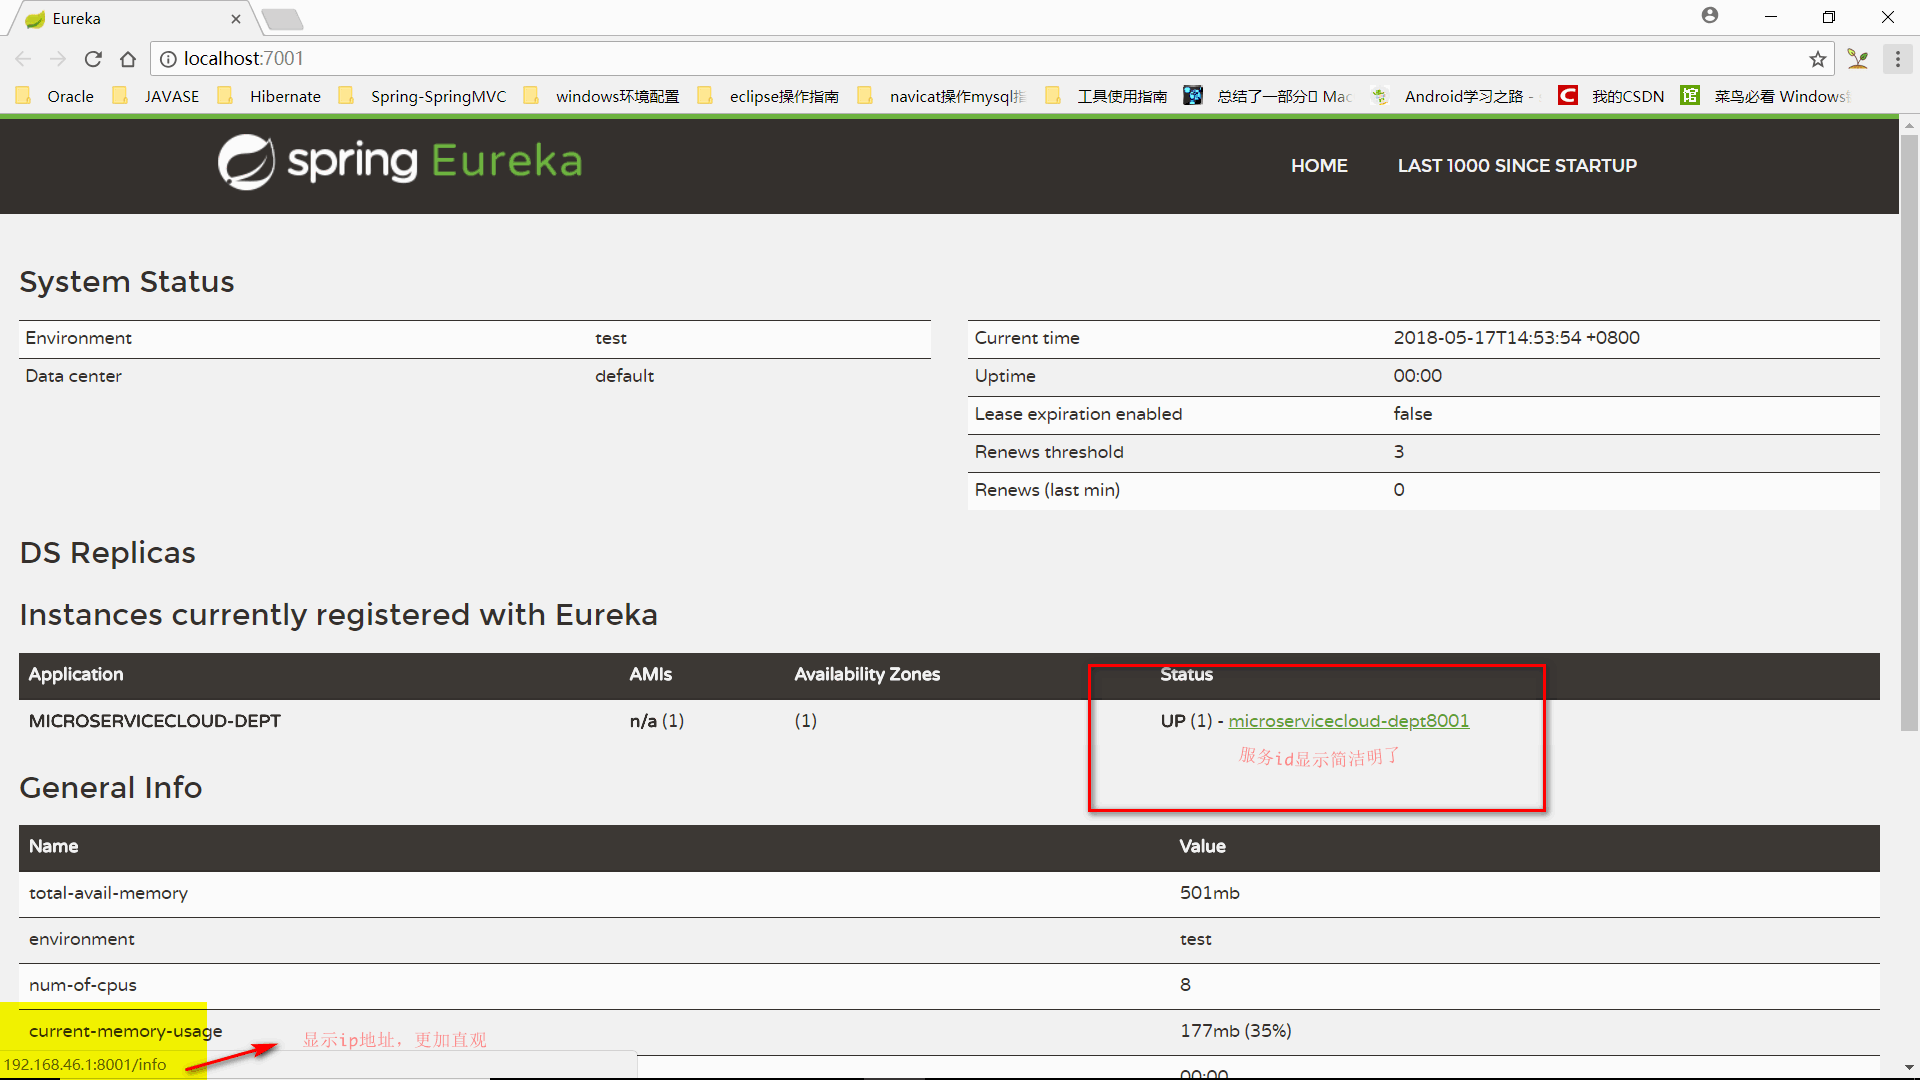 Eureka
localhost:7001
Oracle JAVASE Hibernate Spring-SpringMVC windows环境配置 eclipse操作指南 navicat操作mysql 工具使用指南 总结了一部分 Mac Android学习之路 - 我的CSDN 菜鸟必看 Windows
spring Eureka HOME LAST 1000 SINCE STARTUP
System Status
Environment test
Data center default
Current time 2018-05-17T14:53:54 +0800
Uptime 00:00
Lease expiration enabled false
Renews threshold 3
Renews (last min) 0
DS Replicas
Instances currently registered with Eureka
Application AMIs Availability Zones Status
MICROSERVICECLOUD-DEPT n/a (1) (1) UP (1) - microservicecloud-dept8001
服务id显示简洁明了
General Info
Name Value
total-avail-memory 501mb
environment test
num-of-cpus 8
current-memory-usage 177mb (35%)
显示ip地址，更加直观
192.168.46.1:8001/info
00:00